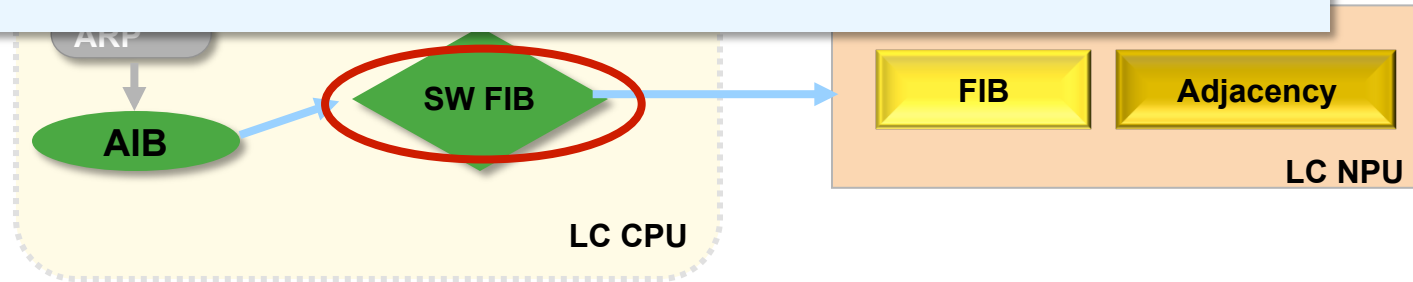 ARP
SW FIB
FIB
Adjacency
AIB
LC NPU
LC CPU